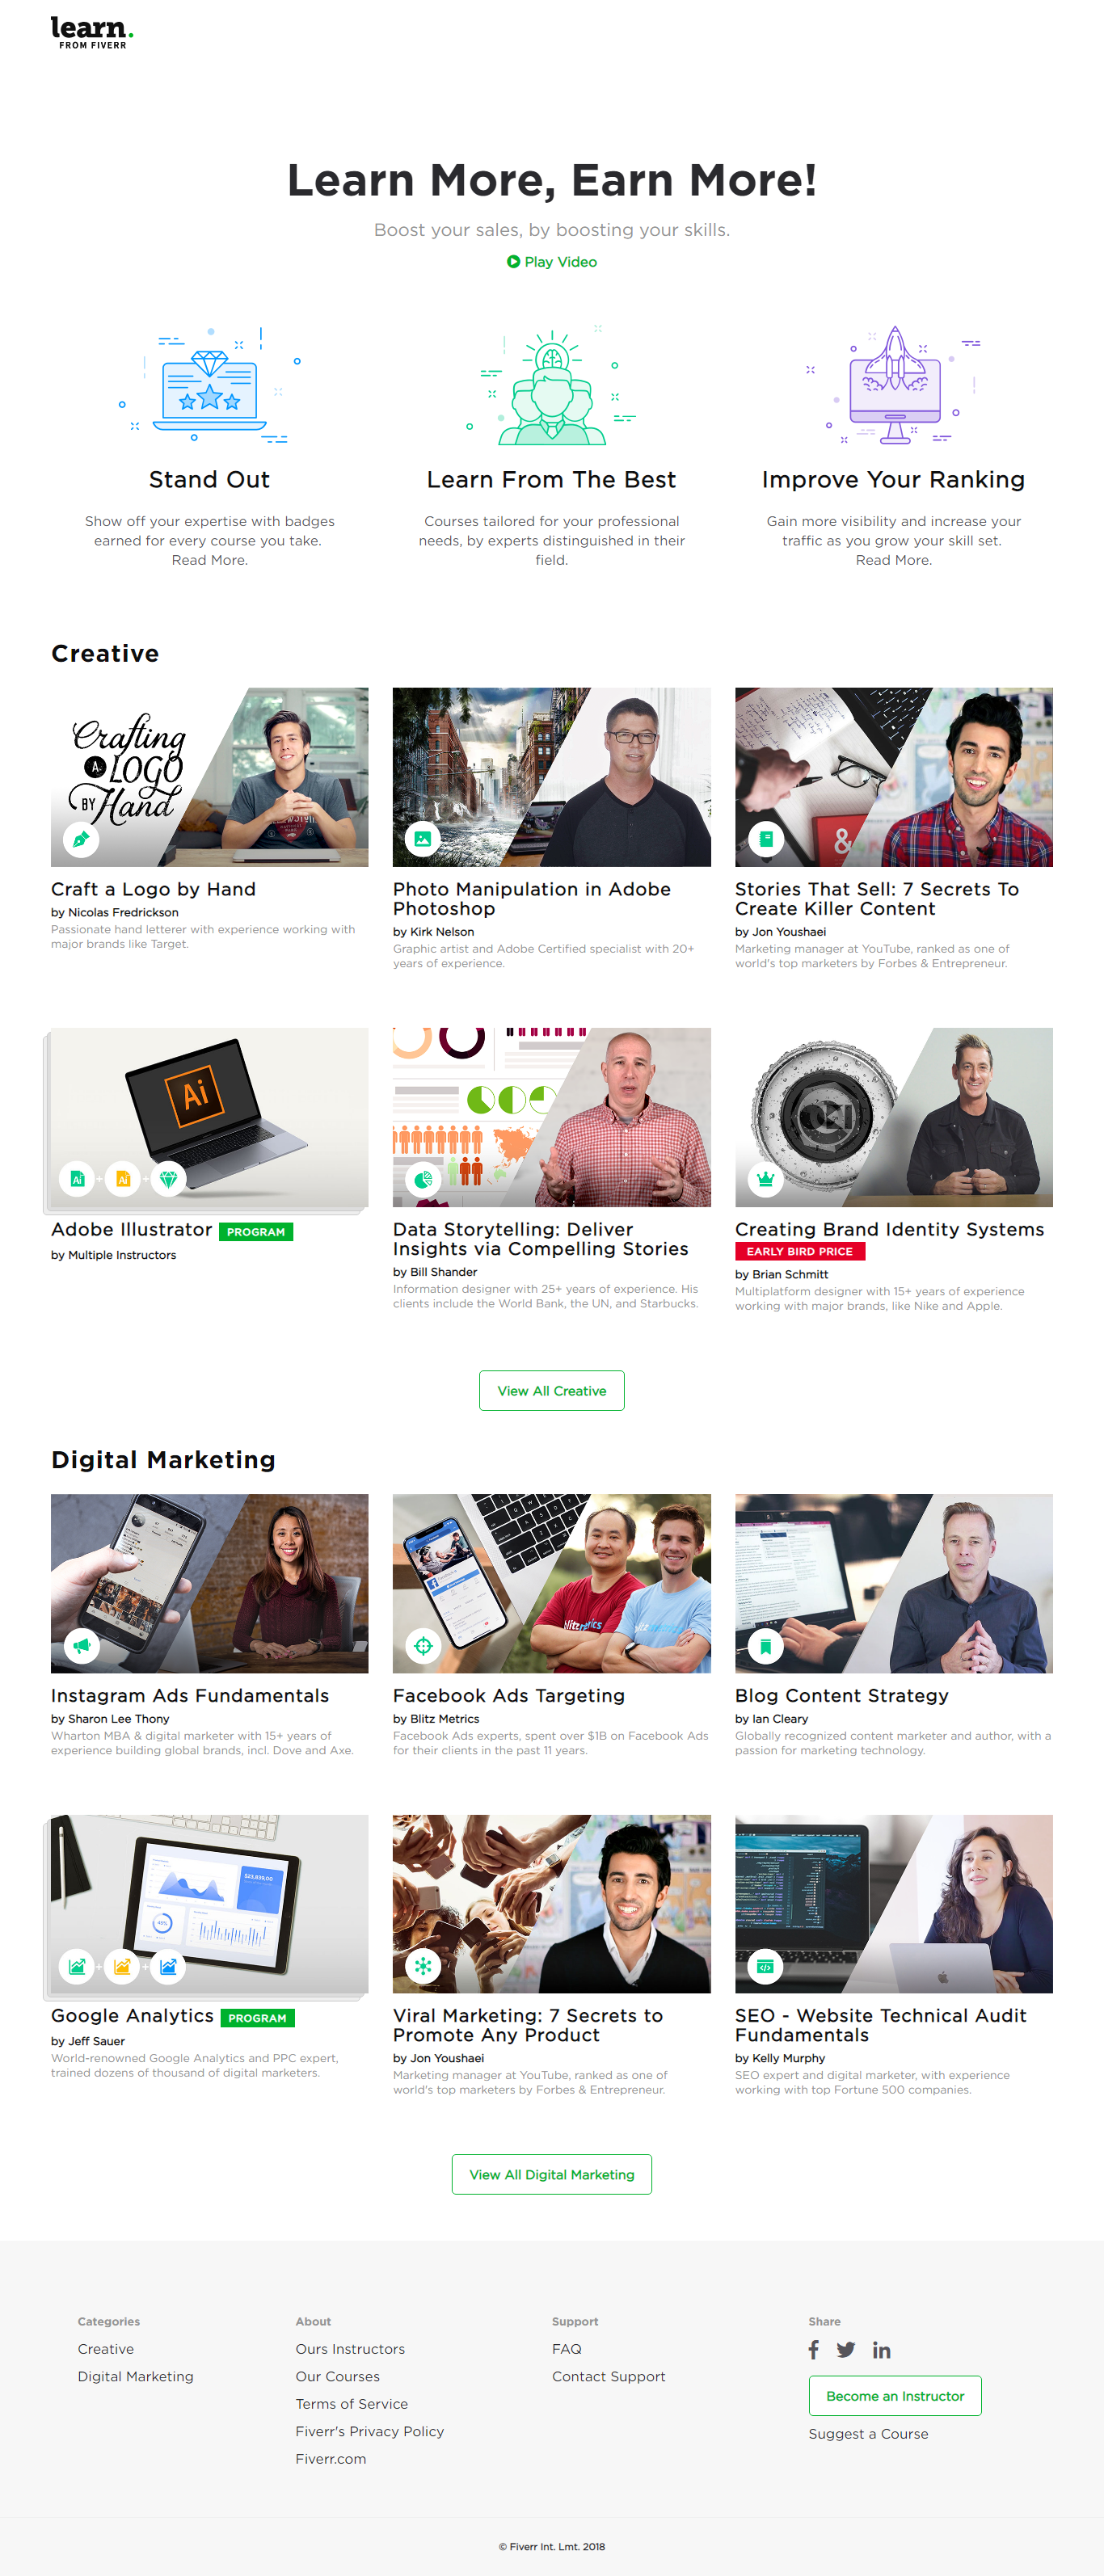 learn.
FROM FIVERR
Learn More, Earn More!
Boost your sales, by boosting your skills.
Play Video
Stand Out
Show off your expertise with badges
earned for every course you take.
Read More.
Learn From The Best
Courses tailored for your professional
needs, by experts distinguished in their
field.
Improve Your Ranking
Gain more visibility and increase your
traffic as you grow your skill set.
Read More.
Creative
Crafting
A
LOGO
BY Hand
Craft a Logo by Hand
by Nicolas Fredrickson
Passionate hand letterer with experience working with
major brands like Target.
Photo Manipulation in Adobe
Photoshop
by Kirk Nelson
Graphic artist and Adobe Certified specialist with 20+
years of experience.
&
Stories That Sell: 7 Secrets To
Create Killer Content
by Jon Youshaei
Marketing manager at YouTube, ranked as one of
world's top marketers by Forbes & Entrepreneur.
Ai
Ai + Ai +
Adobe Illustrator PROGRAM
by Multiple Instructors
Data Storytelling: Deliver
Insights via Compelling Stories
by Bill Shander
Information designer with 25+ years of experience. His
clients include the World Bank, the UN, and Starbucks.
Creating Brand Identity Systems
EARLY BIRD PRICE
by Brian Schmitt
Multiplatform designer with 15+ years of experience
working with major brands, like Nike and Apple.
View All Creative
Digital Marketing
Instagram Ads Fundamentals
by Sharon Lee Thony
Wharton MBA & digital marketer with 15+ years of
experience building global brands, incl. Dove and Axe.
Facebook Ads Targeting
by Blitz Metrics
Facebook Ads experts, spent over $1B on Facebook Ads
for their clients in the past 11 years.
Blog Content Strategy
by Ian Cleary
Globally recognized content marketer and author, with a
passion for marketing technology.
+ +
Google Analytics PROGRAM
by Jeff Sauer
World-renowned Google Analytics and PPC expert,
trained dozens of thousand of digital marketers.
Viral Marketing: 7 Secrets to
Promote Any Product
by Jon Youshaei
Marketing manager at YouTube, ranked as one of
world's top marketers by Forbes & Entrepreneur.
SEO - Website Technical Audit
Fundamentals
by Kelly Murphy
SEO expert and digital marketer, with experience
working with top Fortune 500 companies.
View All Digital Marketing
Categories
Creative
Digital Marketing
About
Ours Instructors
Our Courses
Terms of Service
Fiverr's Privacy Policy
Fiverr.com
Support
FAQ
Contact Support
Share
Become an Instructor
Suggest a Course
© Fiverr Int. Lmt. 2018